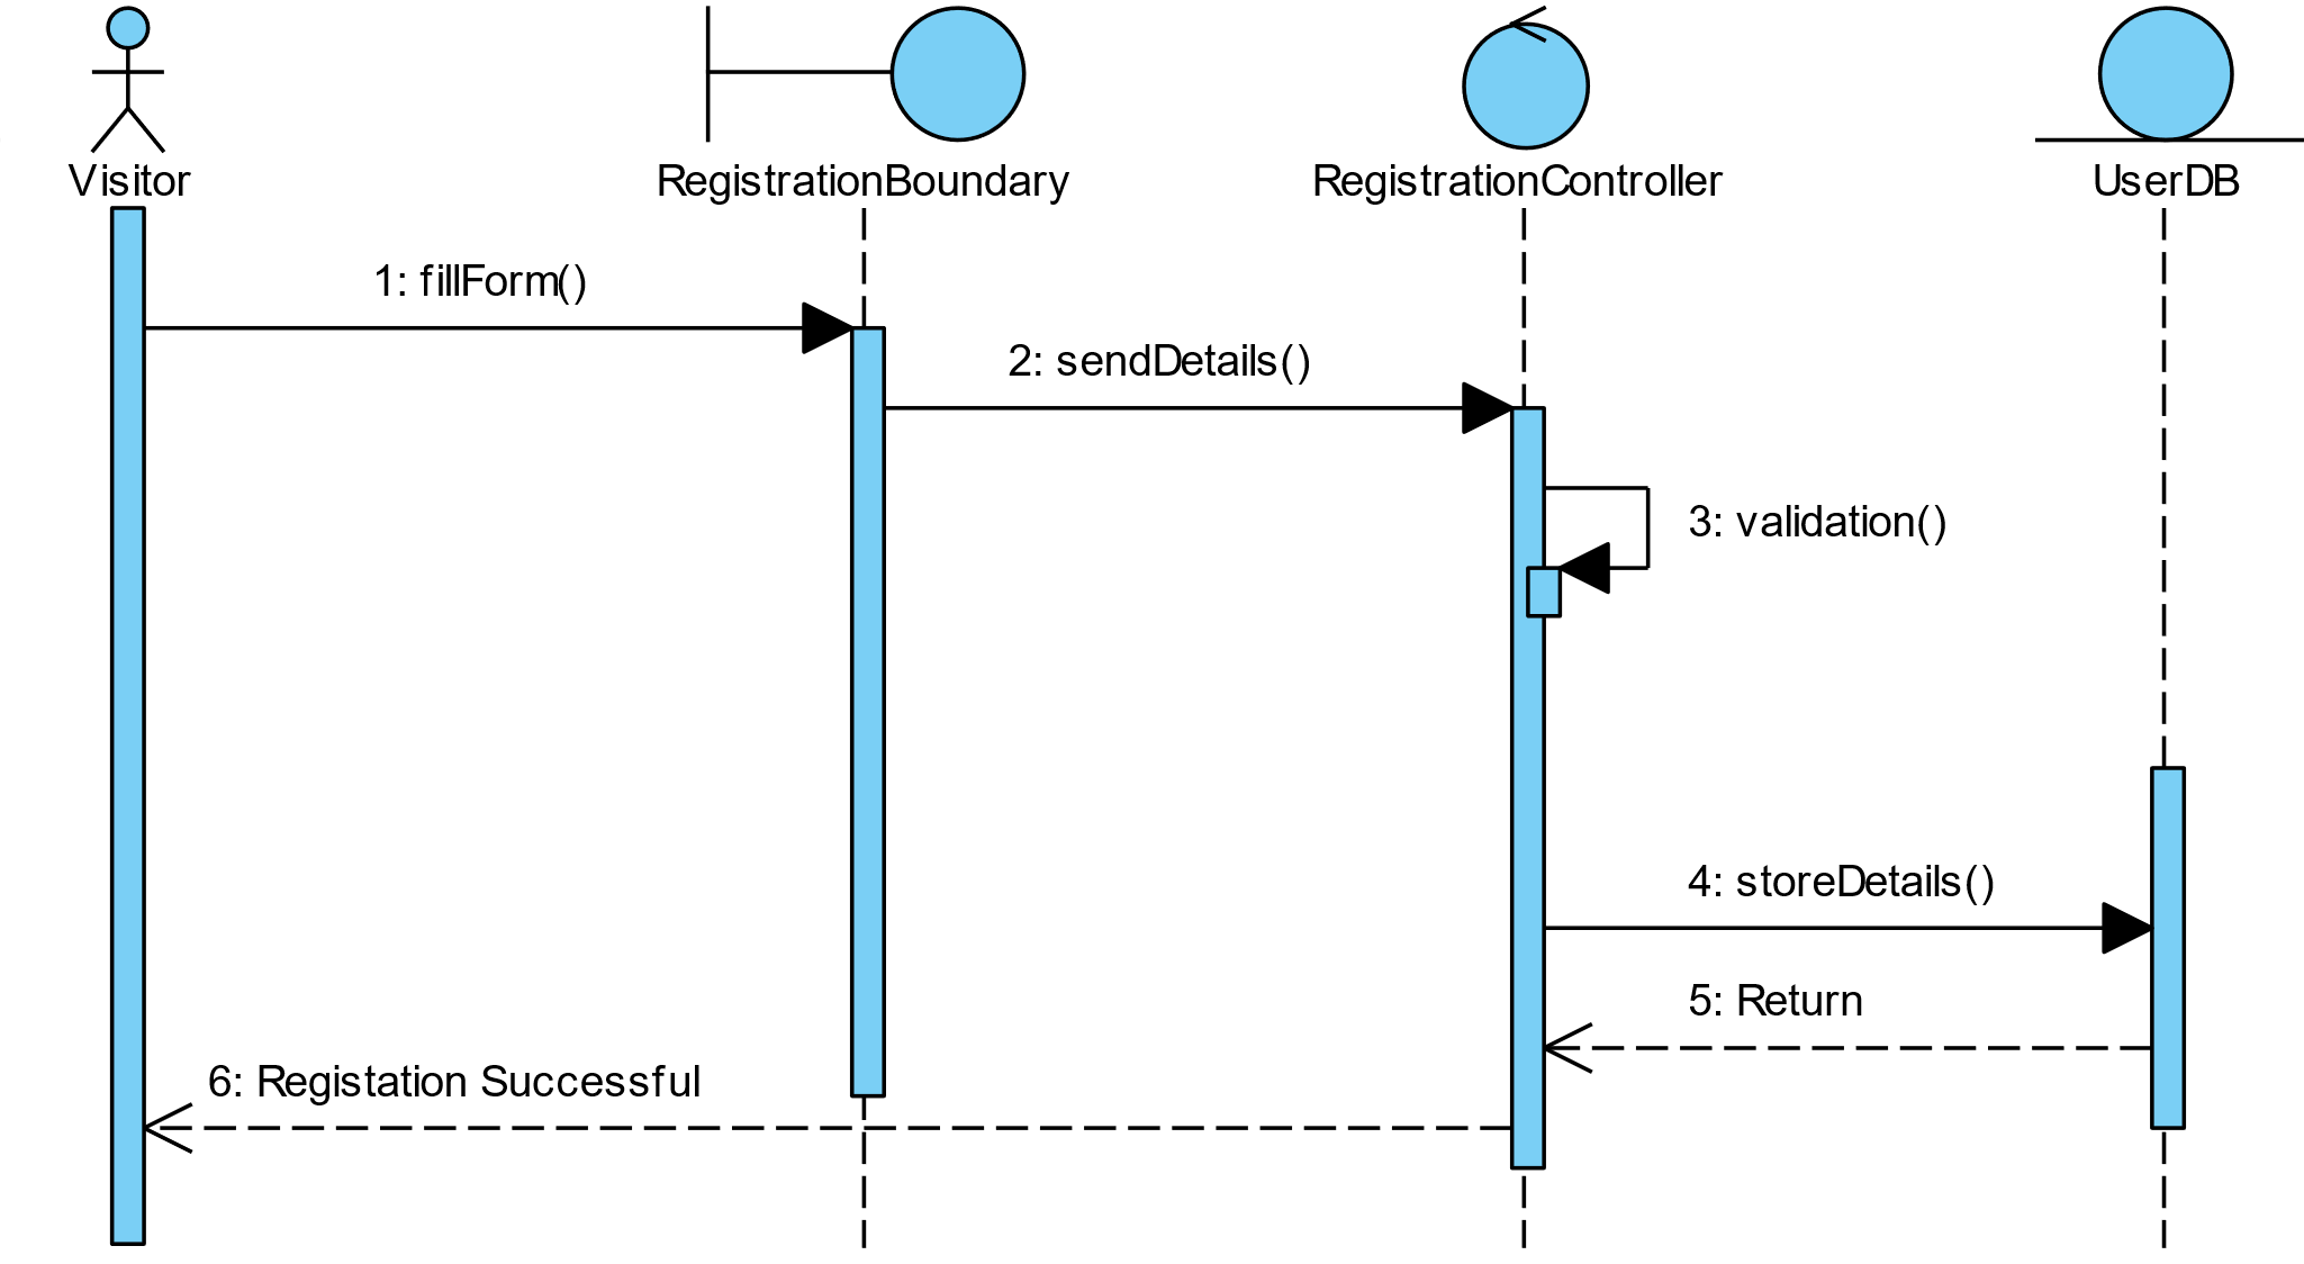 Visitor
RegistrationBoundary
RegistrationController
UserDB
1: fillForm()
2: sendDetails()
3: validation()
4: storeDetails()
5: Return
6: Registation Successful